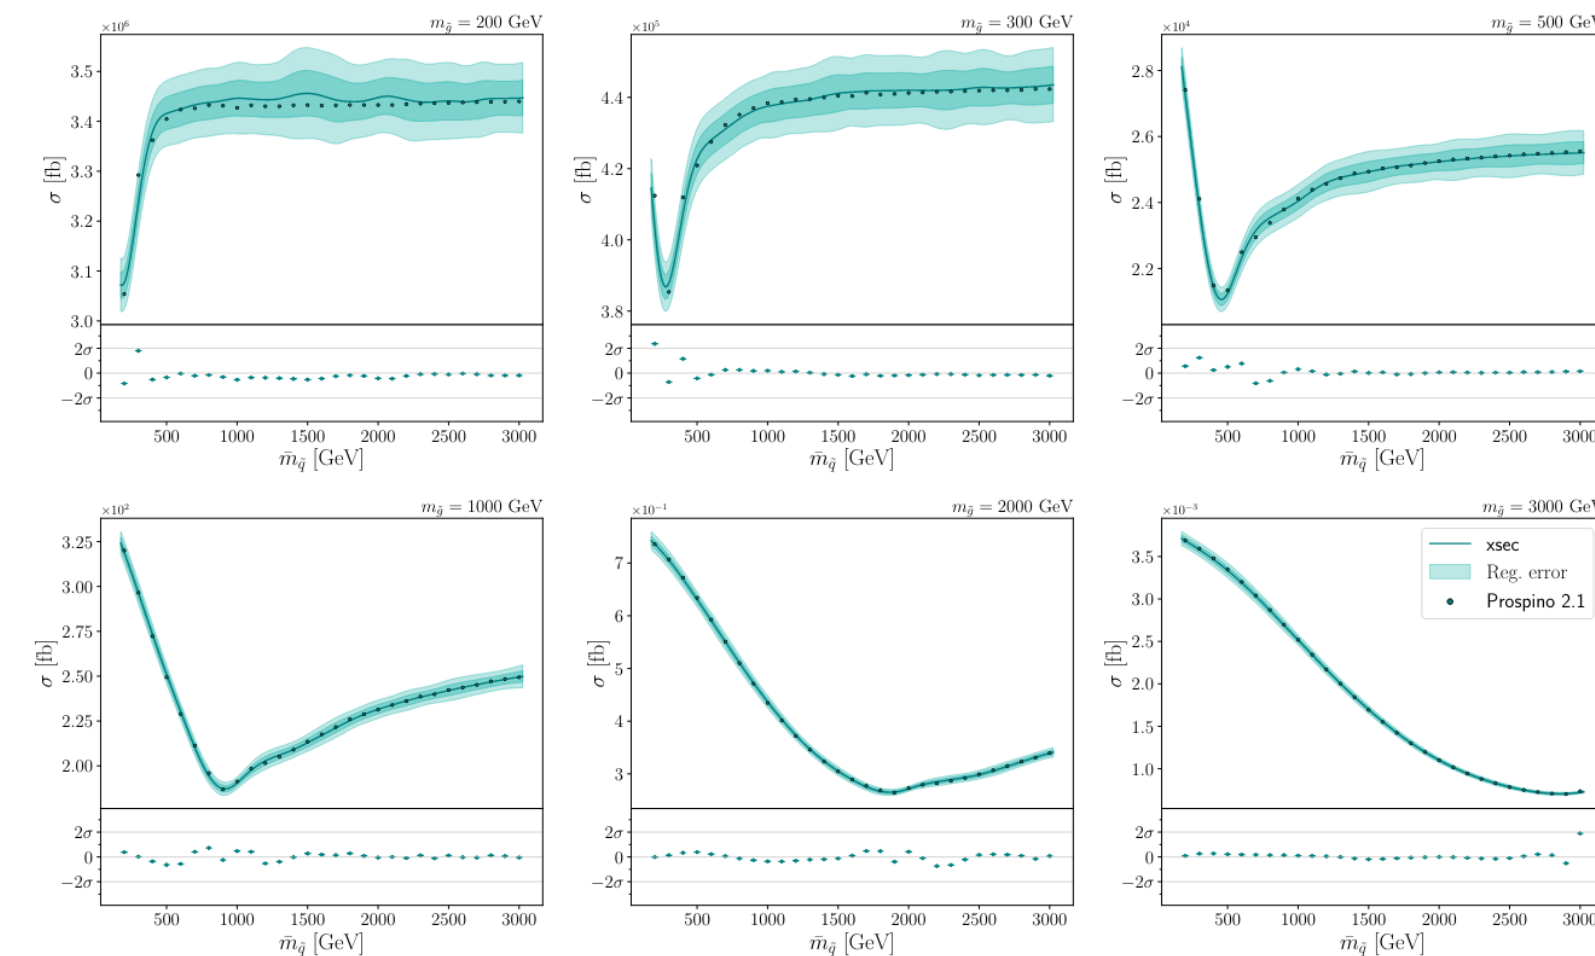 ×10⁶ m_g̃ = 200 GeV
3.5
3.4
3.3
3.2
3.1
3.0
σ [fb]
2σ
0
−2σ
500 1000 1500 2000 2500 3000
m̄_q̃ [GeV]
×10⁵ m_g̃ = 300 GeV
4.4
4.2
4.0
3.8
σ [fb]
2σ
0
−2σ
500 1000 1500 2000 2500 3000
m̄_q̃ [GeV]
×10⁴ m_g̃ = 500 GeV
2.8
2.6
2.4
2.2
σ [fb]
2σ
0
−2σ
500 1000 1500 2000 2500 3000
m̄_q̃ [GeV]
×10² m_g̃ = 1000 GeV
3.25
3.00
2.75
2.50
2.25
2.00
σ [fb]
2σ
0
−2σ
500 1000 1500 2000 2500 3000
m̄_q̃ [GeV]
×10⁻¹ m_g̃ = 2000 GeV
7
6
5
4
3
σ [fb]
2σ
0
−2σ
500 1000 1500 2000 2500 3000
m̄_q̃ [GeV]
×10⁻³ m_g̃ = 3000 GeV
3.5
3.0
2.5
2.0
1.5
1.0
σ [fb]
xsec
Reg. error
Prospino 2.1
2σ
0
−2σ
500 1000 1500 2000 2500 3000
m̄_q̃ [GeV]